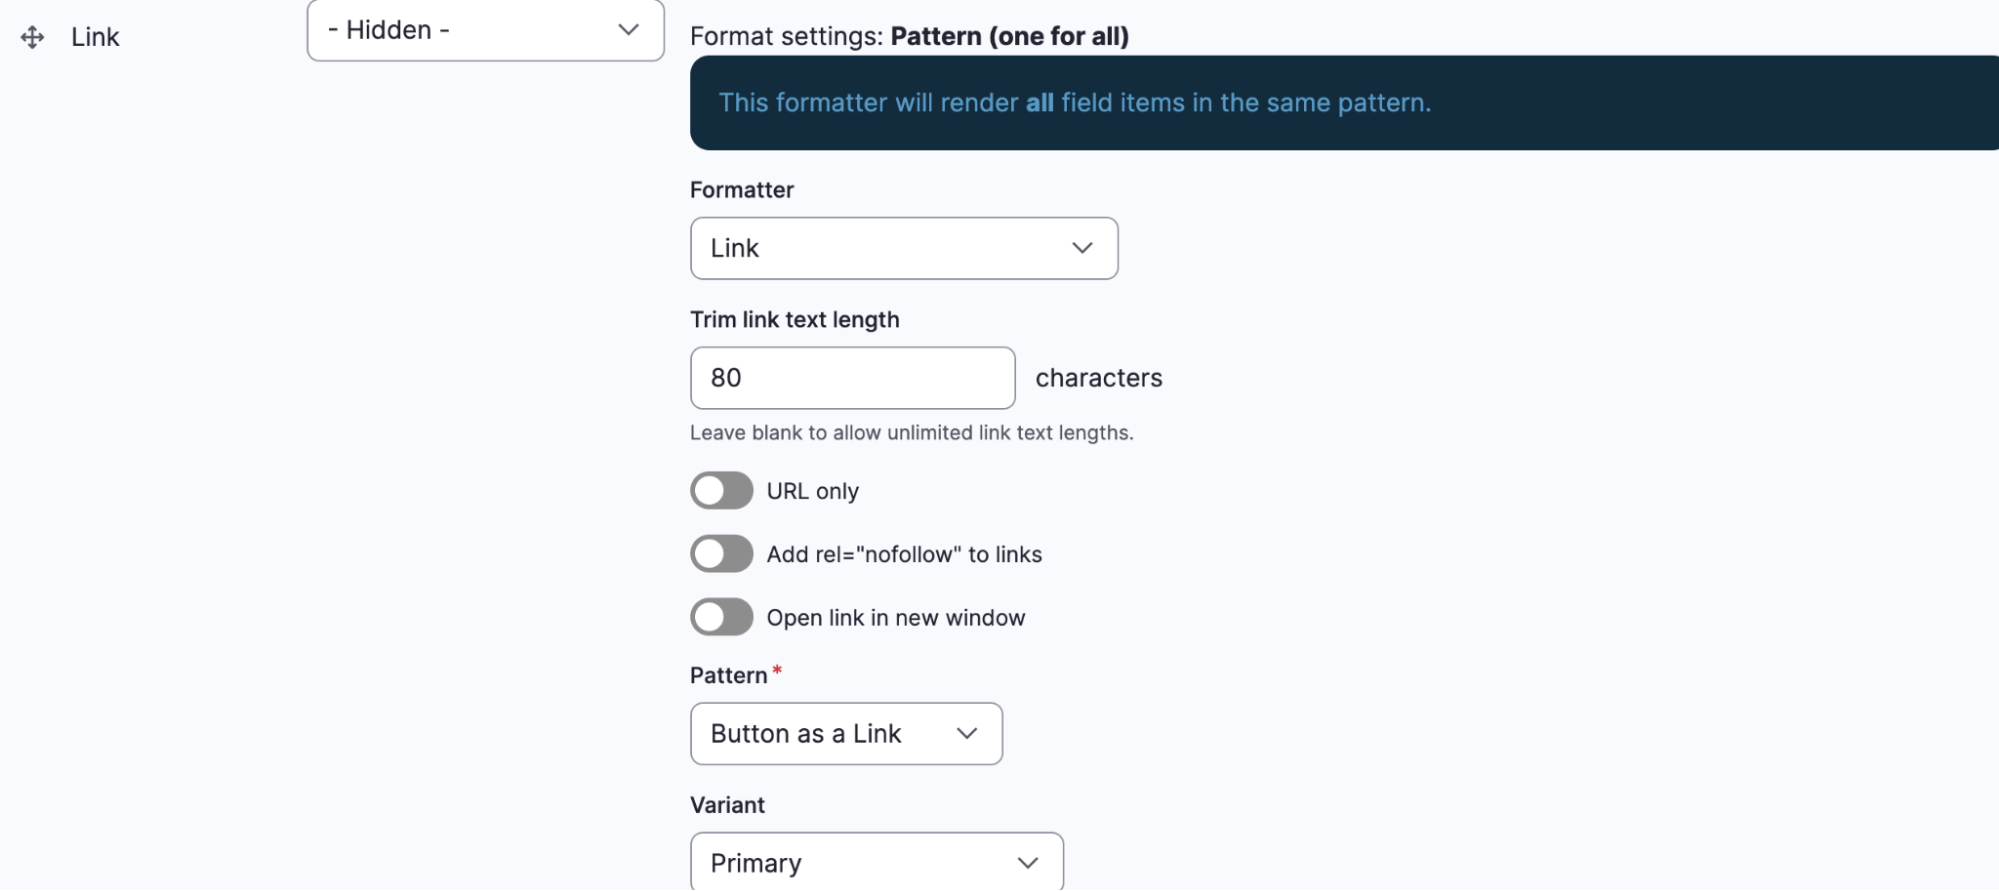 Link
- Hidden -
Format settings: Pattern (one for all)
This formatter will render all field items in the same pattern.
Formatter
Link
Trim link text length
80 characters
Leave blank to allow unlimited link text lengths.
URL only
Add rel="nofollow" to links
Open link in new window
Pattern*
Button as a Link
Variant
Primary